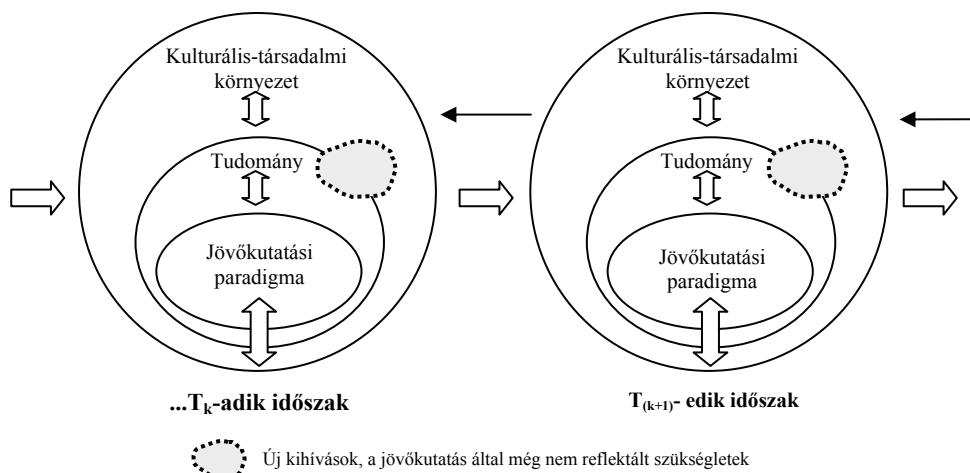 Kulturális-társadalmi
környezet
Tudomány
Jövőkutatási
paradigma
...Tk-adik időszak
Kulturális-társadalmi
környezet
Tudomány
Jövőkutatási
paradigma
T(k+1)- edik időszak
Új kihívások, a jövőkutatás által még nem reflektált szükségletek